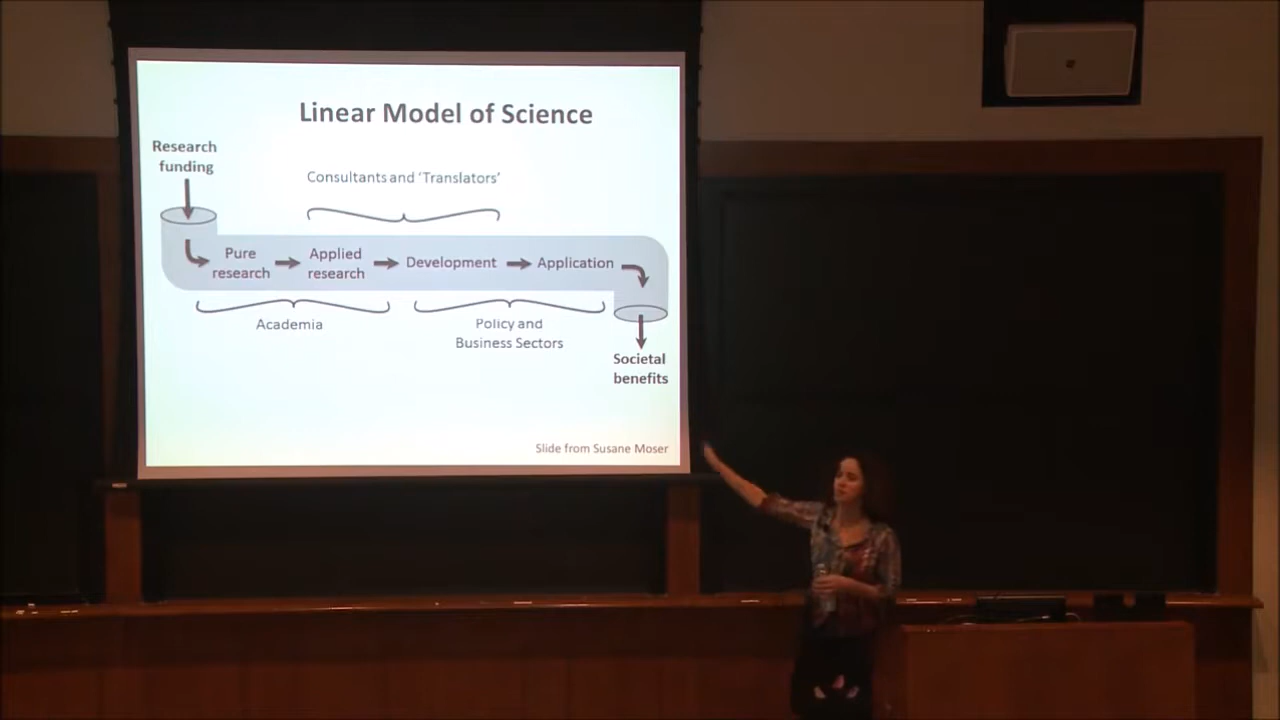 Linear Model of Science
Research
funding
Consultants and ‘Translators’
Pure
research
Applied
research
Development
Application
Academia
Policy and
Business Sectors
Societal
benefits
Slide from Susane Moser